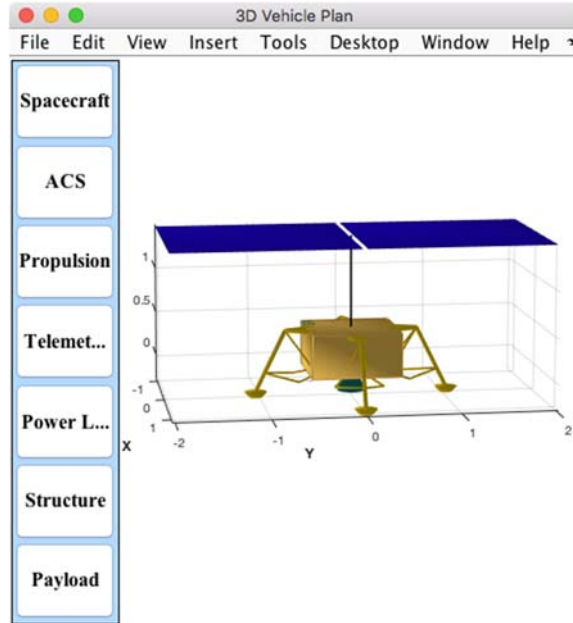 3D Vehicle Plan
File Edit View Insert Tools Desktop Window Help
Spacecraft
ACS
Propulsion
Telemet...
Power L...
Structure
Payload
1
0.5
0
-1
0
1
X
-2
-1
0
1
2
Y